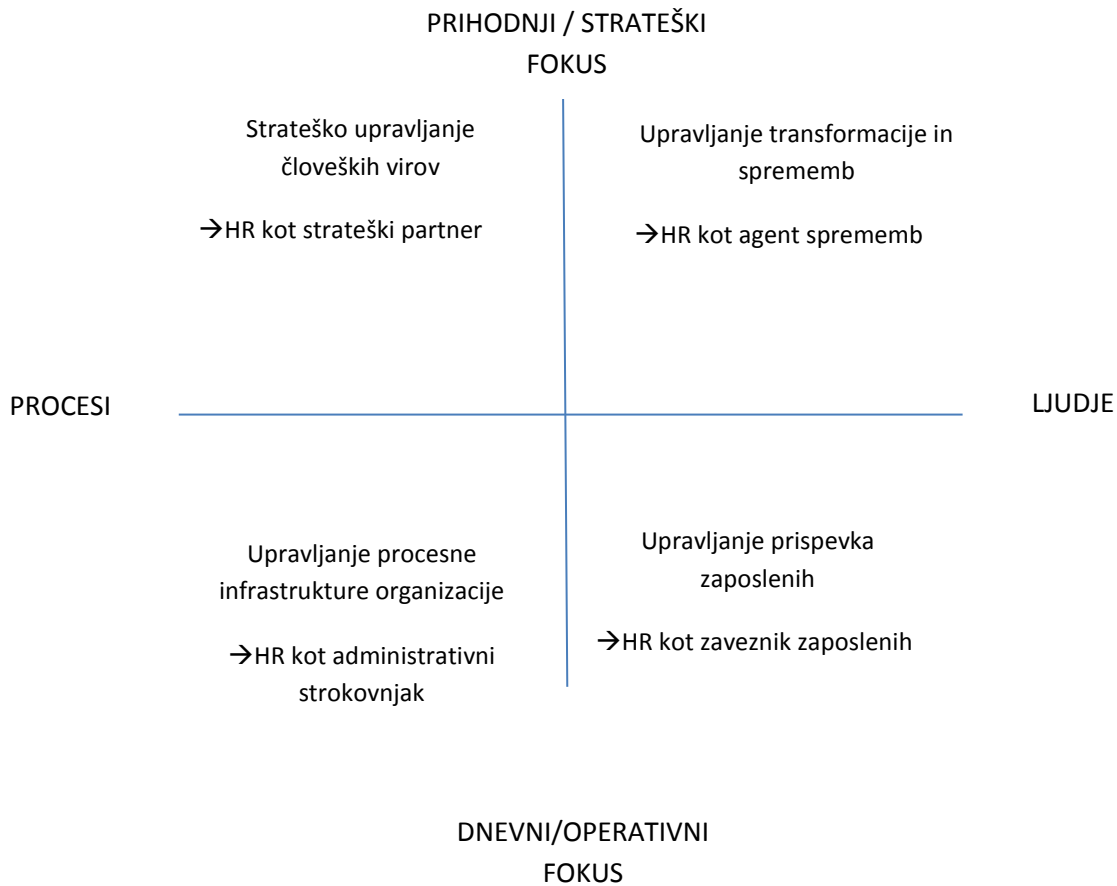 PRIHODNJI / STRATEŠKI
FOKUS
Strateško upravljanje
človeških virov
→HR kot strateški partner
Upravljanje transformacije in
sprememb
→HR kot agent sprememb
PROCESI
LJUDJE
Upravljanje procesne
infrastrukture organizacije
→HR kot administrativni
strokovnjak
Upravljanje prispevka
zaposlenih
→HR kot zaveznik zaposlenih
DNEVNI/OPERATIVNI
FOKUS